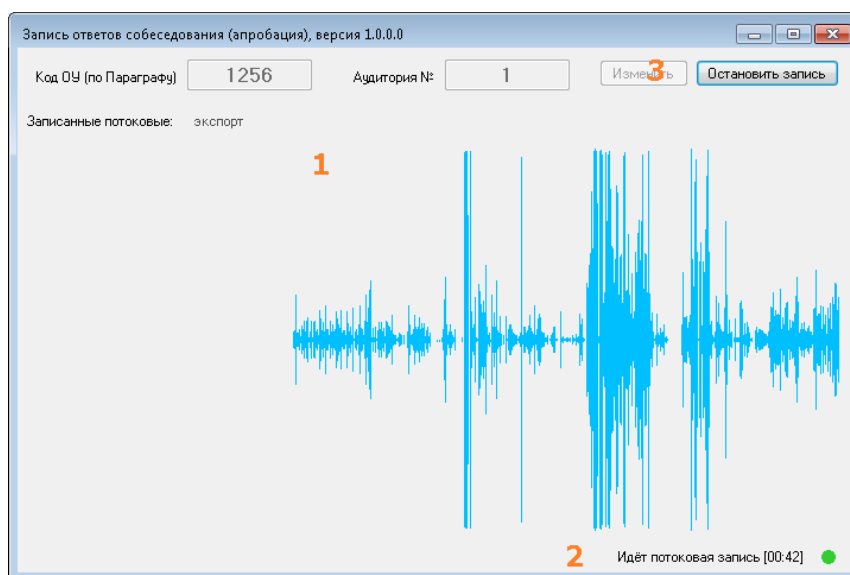 Запись ответов собеседования (апробация), версия 1.0.0.0
Код ОУ (по Параграфу) 1256 Аудитория № 1 Изменить 3 Остановить запись
Записанные потоковые: экспорт
1
2 Идёт потоковая запись [00:42]